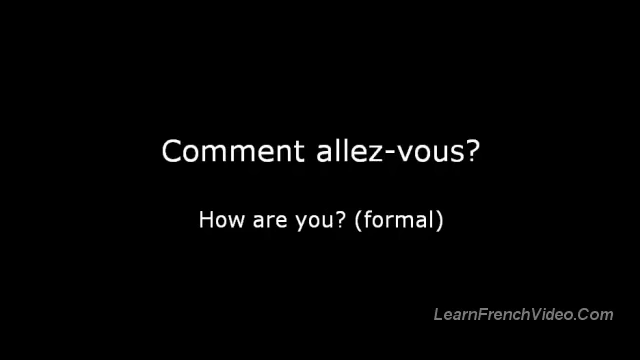 Comment allez-vous?
How are you? (formal)
LearnFrenchVideo.Com